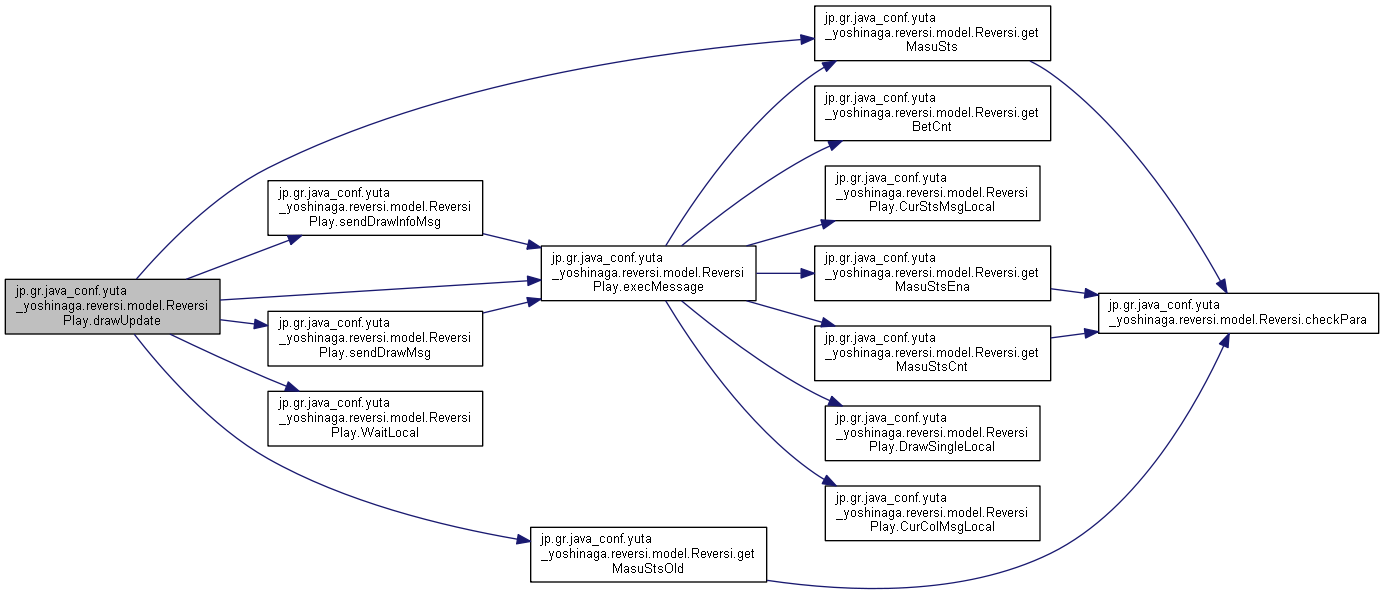 jp.gr.java_conf.yuta
_yoshinaga.reversi.model.Reversi
Play.drawUpdate
jp.gr.java_conf.yuta
_yoshinaga.reversi.model.Reversi
Play.sendDrawInfoMsg
jp.gr.java_conf.yuta
_yoshinaga.reversi.model.Reversi
Play.sendDrawMsg
jp.gr.java_conf.yuta
_yoshinaga.reversi.model.Reversi
Play.WaitLocal
jp.gr.java_conf.yuta
_yoshinaga.reversi.model.Reversi
Play.execMessage
jp.gr.java_conf.yuta
_yoshinaga.reversi.model.Reversi.get
MasuStsOld
jp.gr.java_conf.yuta
_yoshinaga.reversi.model.Reversi.get
MasuSts
jp.gr.java_conf.yuta
_yoshinaga.reversi.model.Reversi.get
BetCnt
jp.gr.java_conf.yuta
_yoshinaga.reversi.model.Reversi
Play.CurStsMsgLocal
jp.gr.java_conf.yuta
_yoshinaga.reversi.model.Reversi.get
MasuStsEna
jp.gr.java_conf.yuta
_yoshinaga.reversi.model.Reversi.get
MasuStsCnt
jp.gr.java_conf.yuta
_yoshinaga.reversi.model.Reversi
Play.DrawSingleLocal
jp.gr.java_conf.yuta
_yoshinaga.reversi.model.Reversi
Play.CurColMsgLocal
jp.gr.java_conf.yuta
_yoshinaga.reversi.model.Reversi.checkPara